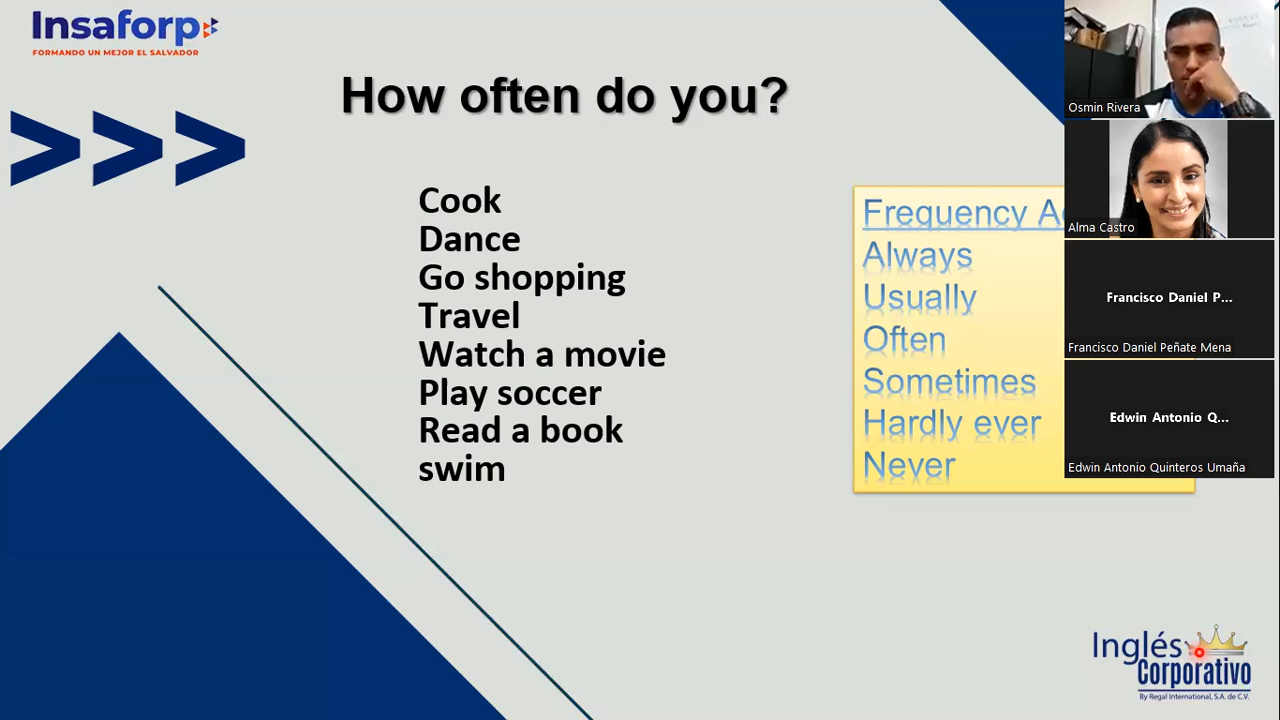 Insaforp
FORMANDO UN MEJOR EL SALVADOR
How often do you?
Cook
Dance
Go shopping
Travel
Watch a movie
Play soccer
Read a book
swim
Frequency
Always
Usually
Often
Sometimes
Hardly ever
Never
Osmin Rivera
Alma Castro
Francisco Daniel P...
Francisco Daniel Peñate Mena
Edwin Antonio Q...
Edwin Antonio Quinteros Umaña
Inglés
Corporativo
By Regal International, S.A. de C.V.